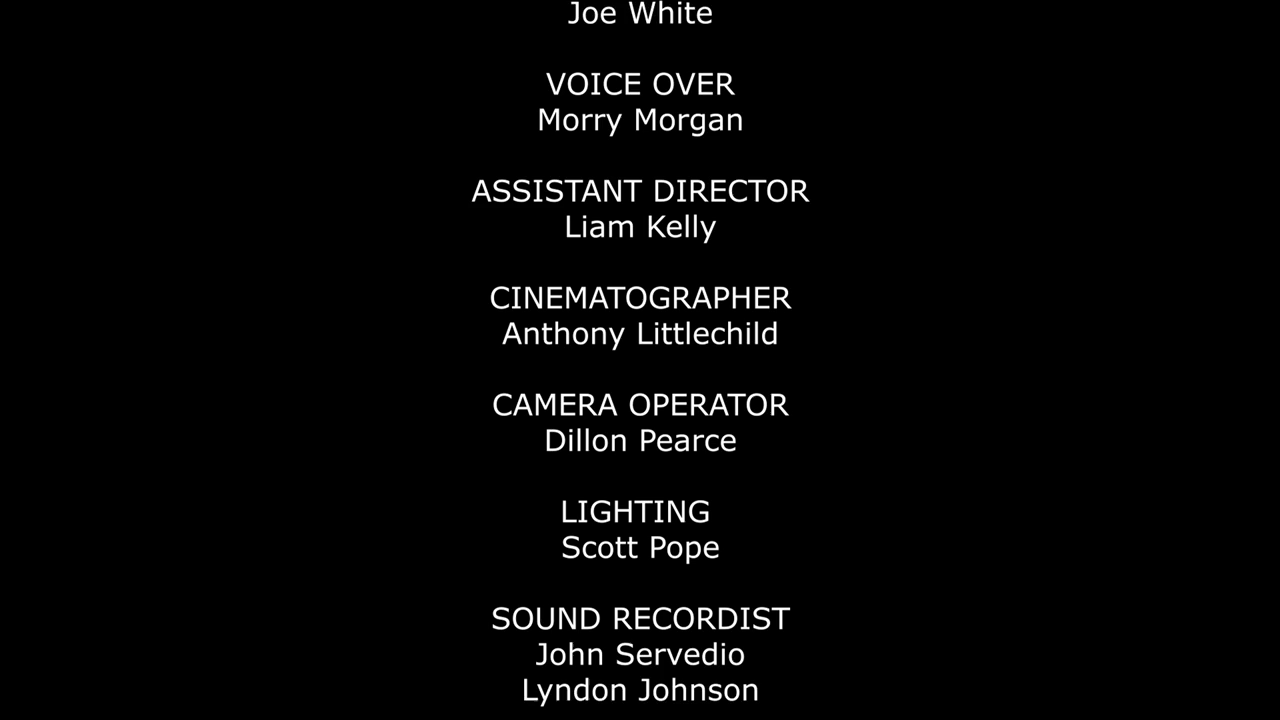 Joe White
VOICE OVER
Morry Morgan
ASSISTANT DIRECTOR
Liam Kelly
CINEMATOGRAPHER
Anthony Littlechild
CAMERA OPERATOR
Dillon Pearce
LIGHTING
Scott Pope
SOUND RECORDIST
John Servedio
Lyndon Johnson